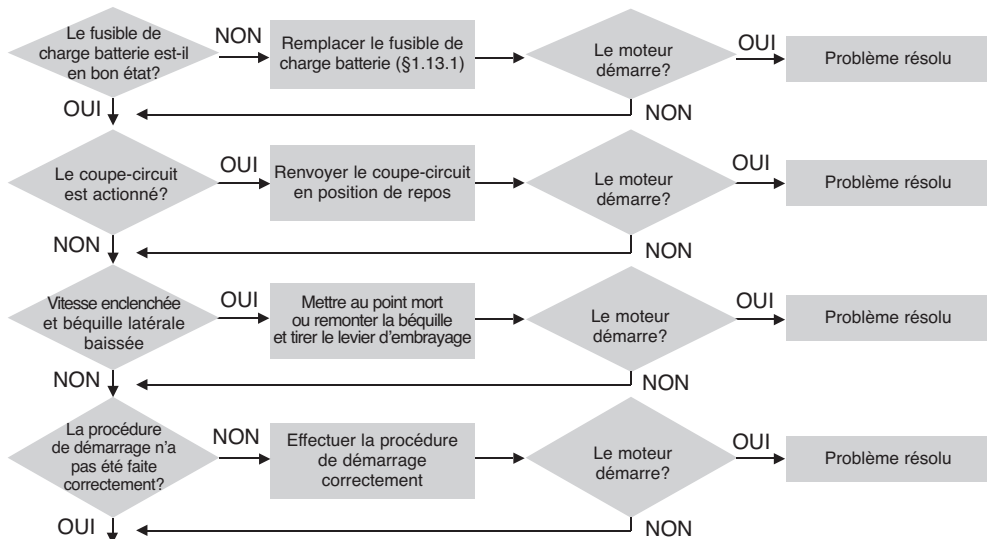 Le fusible de
charge batterie est-il
en bon état?
NON
Remplacer le fusible de
charge batterie (§1.13.1)
Le moteur
démarre?
OUI
Problème résolu
OUI
NON
Le coupe-circuit
est actionné?
OUI
Renvoyer le coupe-circuit
en position de repos
Le moteur
démarre?
OUI
Problème résolu
NON
NON
Vitesse enclenchée
et béquille latérale
baissée
OUI
Mettre au point mort
ou remonter la béquille
et tirer le levier d'embrayage
Le moteur
démarre?
OUI
Problème résolu
NON
NON
La procédure
de démarrage n'a
pas été faite
correctement?
NON
Effectuer la procédure
de démarrage
correctement
Le moteur
démarre?
OUI
Problème résolu
OUI
NON